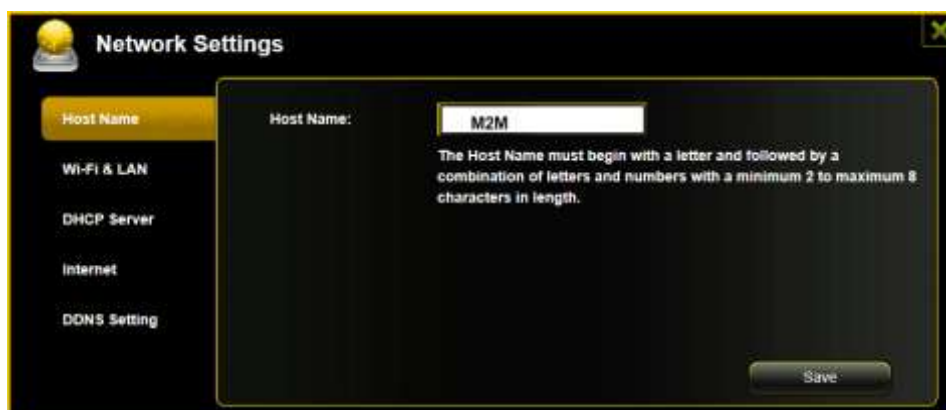 Network Settings
Host Name
Wi-Fi & LAN
DHCP Server
Internet
DDNS Setting
Host Name:
M2M
The Host Name must begin with a letter and followed by a
combination of letters and numbers with a minimum 2 to maximum 8
characters in length.
Save